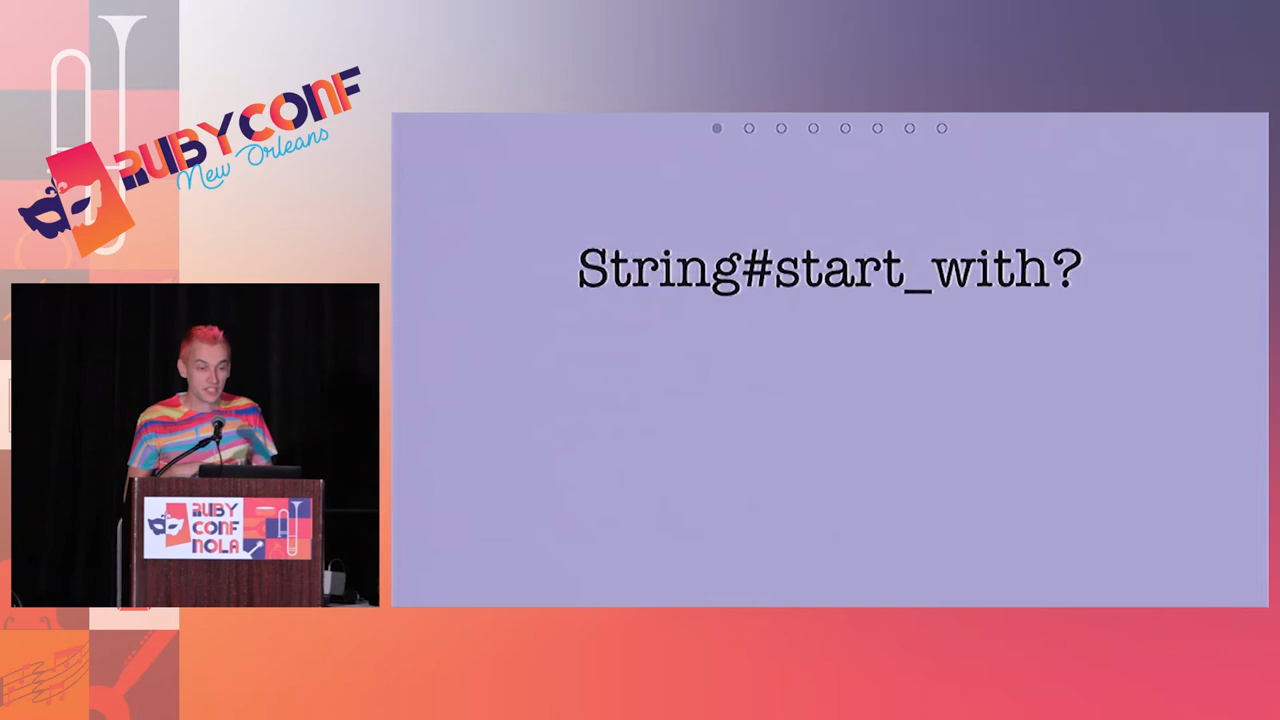 RUBYCONF
New Orleans
String#start_with?
RUBY
CONF
NOLA